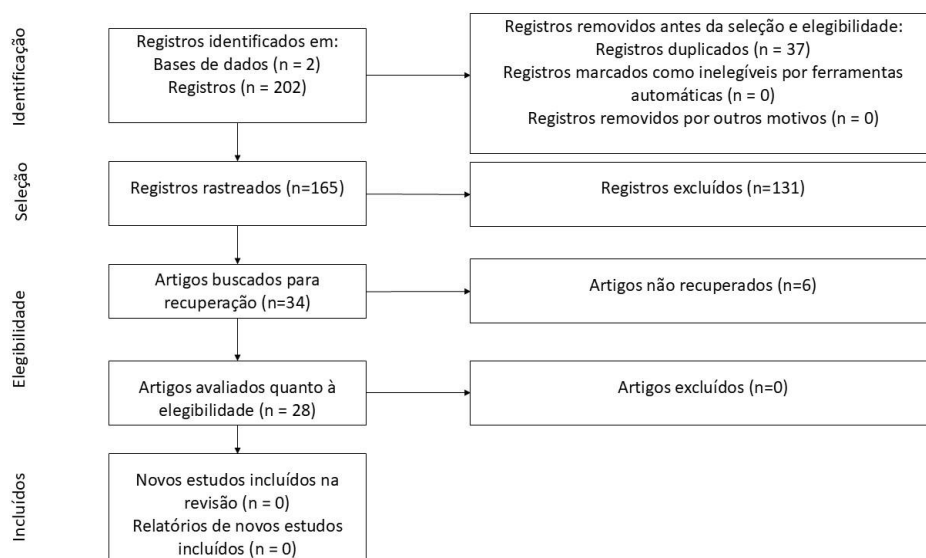 Identificação
Registros identificados em:
Bases de dados (n = 2)
Registros (n = 202)
Registros removidos antes da seleção e elegibilidade:
Registros duplicados (n = 37)
Registros marcados como inelegíveis por ferramentas
automáticas (n = 0)
Registros removidos por outros motivos (n = 0)
Seleção
Registros rastreados (n=165)
Registros excluídos (n=131)
Elegibilidade
Artigos buscados para
recuperação (n=34)
Artigos não recuperados (n=6)
Artigos avaliados quanto à
elegibilidade (n = 28)
Artigos excluídos (n=0)
Incluídos
Novos estudos incluídos na
revisão (n = 0)
Relatórios de novos estudos
incluídos (n = 0)